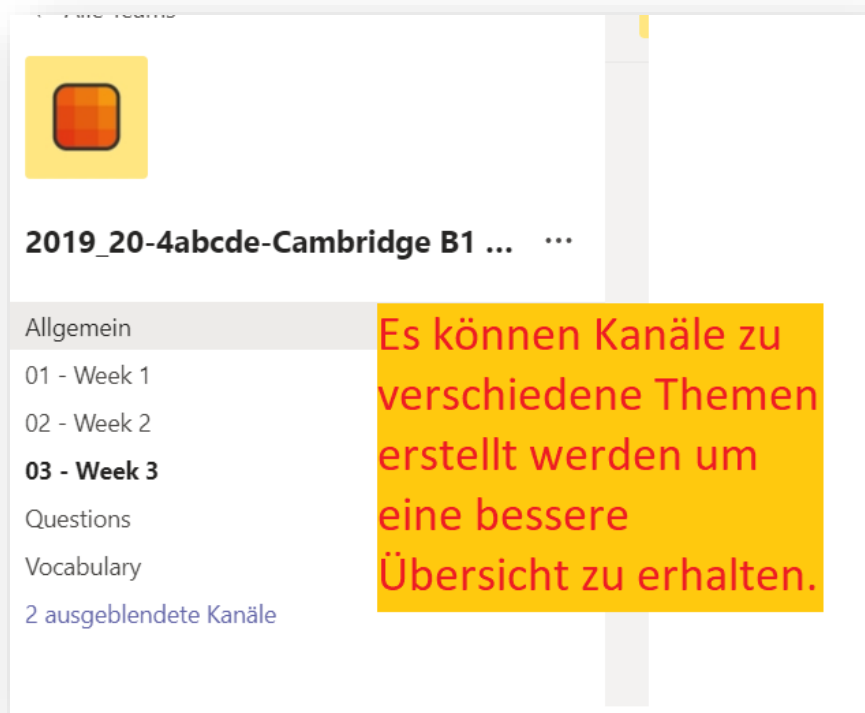 2019_20-4abcde-Cambridge B1 ... ...
Allgemein
01 - Week 1
02 - Week 2
03 - Week 3
Questions
Vocabulary
2 ausgeblendete Kanäle
Es können Kanäle zu
verschiedene Themen
erstellt werden um
eine bessere
Übersicht zu erhalten.